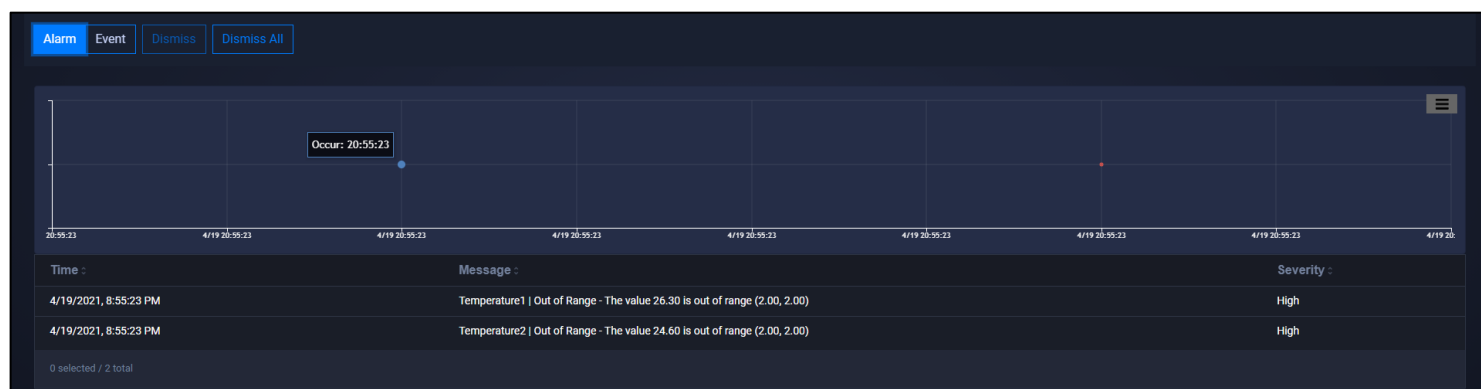 Alarm Event Dismiss Dismiss All
Occur: 20:55:23
20:55:23 4/19 20:55:23 4/19 20:55:23 4/19 20:55:23 4/19 20:55:23 4/19 20:55:23 4/19 20:55:23 4/19 20:55:23 4/19 20:
Time Message Severity
4/19/2021, 8:55:23 PM Temperature1 | Out of Range - The value 26.30 is out of range (2.00, 2.00) High
4/19/2021, 8:55:23 PM Temperature2 | Out of Range - The value 24.60 is out of range (2.00, 2.00) High
0 selected / 2 total